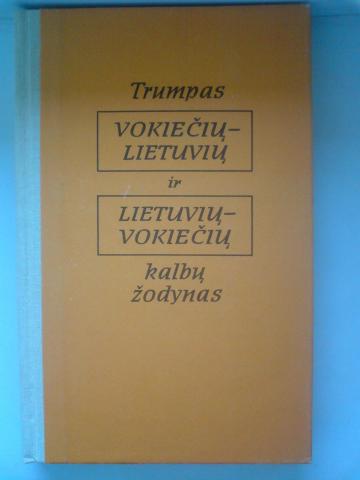 Trumpas
VOKIEČIŲ–
LIETUVIŲ
ir
LIETUVIŲ–
VOKIEČIŲ
kalbų
žodynas